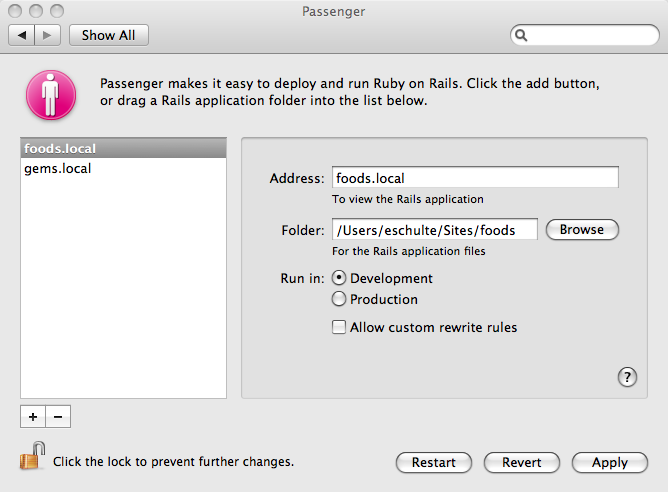 Passenger
Show All
Passenger makes it easy to deploy and run Ruby on Rails. Click the add button,
or drag a Rails application folder into the list below.
foods.local
gems.local
Address: foods.local
To view the Rails application
Folder: /Users/eschulte/Sites/foods Browse
For the Rails application files
Run in: Development
Production
Allow custom rewrite rules
?
+ −
Click the lock to prevent further changes. Restart Revert Apply